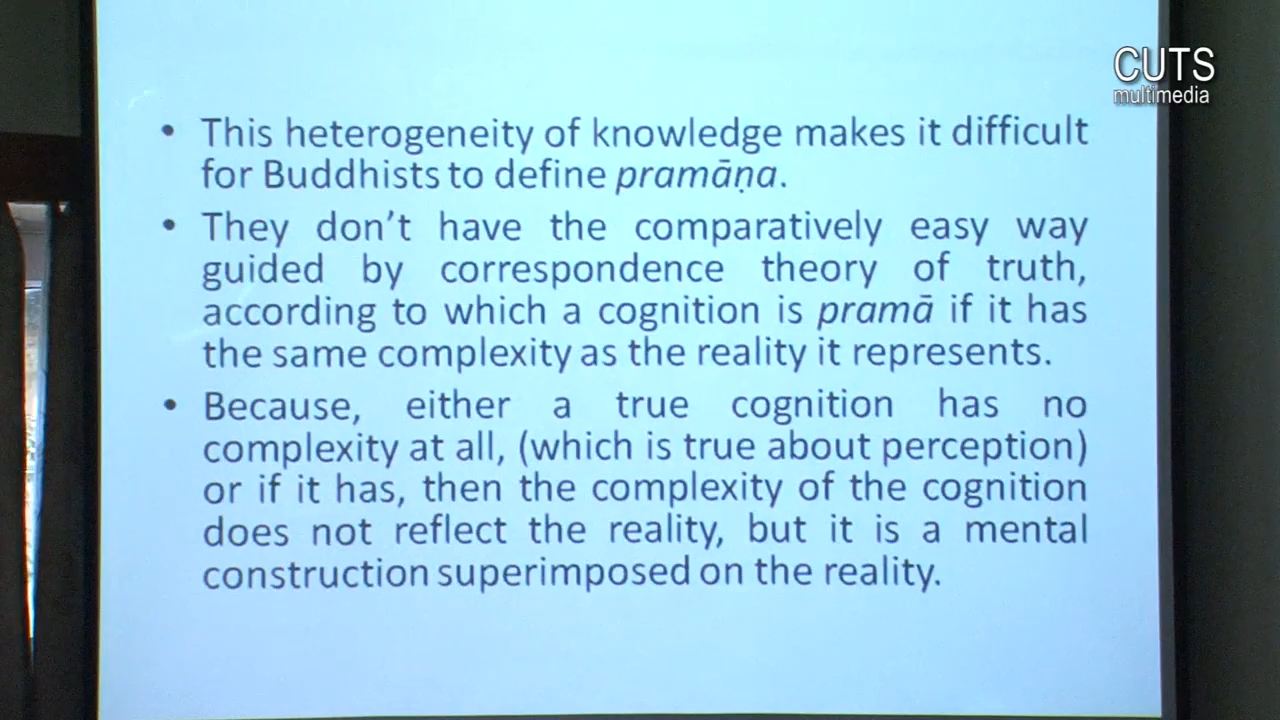 CUTS
multimedia
• This heterogeneity of knowledge makes it difficult
for Buddhists to define pramāṇa.
• They don’t have the comparatively easy way
guided by correspondence theory of truth,
according to which a cognition is pramā if it has
the same complexity as the reality it represents.
• Because, either a true cognition has no
complexity at all, (which is true about perception)
or if it has, then the complexity of the cognition
does not reflect the reality, but it is a mental
construction superimposed on the reality.